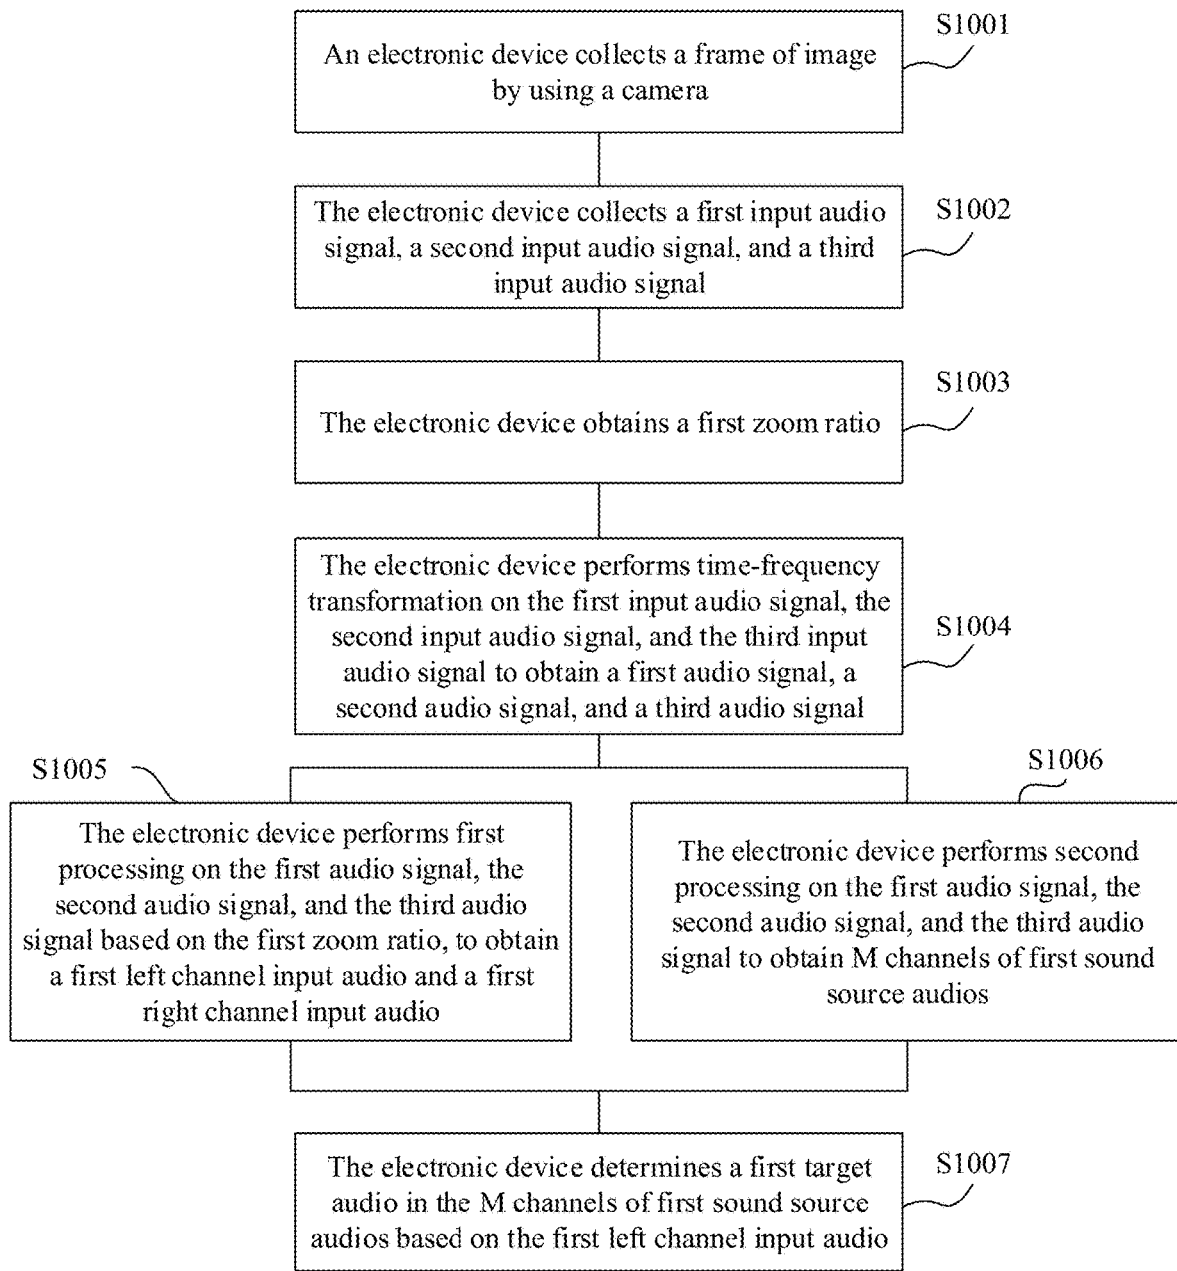 S1001
An electronic device collects a frame of image
by using a camera
S1002
The electronic device collects a first input audio
signal, a second input audio signal, and a third
input audio signal
S1003
The electronic device obtains a first zoom ratio
The electronic device performs time-frequency
transformation on the first input audio signal, the
second input audio signal, and the third input
audio signal to obtain a first audio signal, a
second audio signal, and a third audio signal
S1004
S1005
The electronic device performs first
processing on the first audio signal, the
second audio signal, and the third audio
signal based on the first zoom ratio, to obtain
a first left channel input audio and a first
right channel input audio
S1006
The electronic device performs second
processing on the first audio signal, the
second audio signal, and the third audio
signal to obtain M channels of first sound
source audios
S1007
The electronic device determines a first target
audio in the M channels of first sound source
audios based on the first left channel input audio